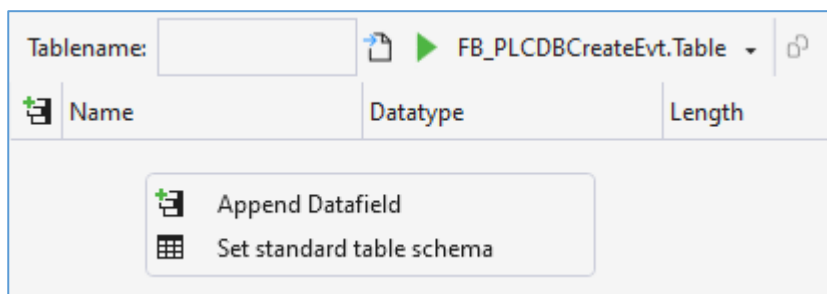 Tablename: FB_PLCDBCreateEvt.Table
Name Datatype Length
Append Datafield
Set standard table schema